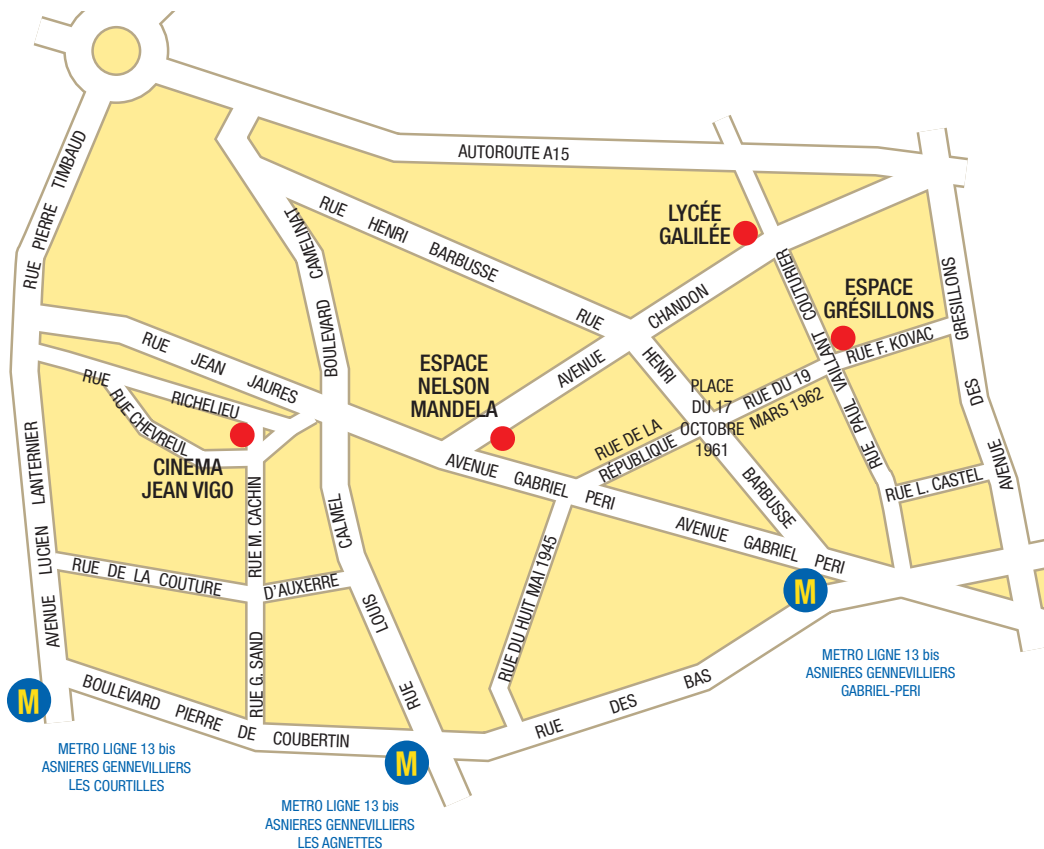 AUTOROUTE A15
RUE PIERRE TIMBAUD
BOULEVARD CAMELINAT
RUE HENRI BARBUSSE
LYCÉE
GALILÉE
RUE HENRI BARBUSSE
AVENUE CHANDON
RUE PAUL VAILLANT COUTURIER
ESPACE
GRÉSILLONS
RUE F. KOVAC
AVENUE DES GRESILLONS
RUE JEAN JAURES
ESPACE
NELSON
MANDELA
PLACE
DU 17
OCTOBRE
1961
RUE DU 19
MARS 1962
RUE DE LA
RÉPUBLIQUE
RUE RICHELIEU
RUE CHEVREUL
CINEMA
JEAN VIGO
AVENUE GABRIEL PERI
AVENUE GABRIEL PERI
RUE L. CASTEL
AVENUE LUCIEN LANTERNIER
RUE M. CACHIN
RUE LOUIS CALMEL
RUE DU HUIT MAI 1945
RUE DE LA COUTURE D'AUXERRE
RUE G. SAND
BOULEVARD PIERRE DE COUBERTIN
RUE DES BAS
M
METRO LIGNE 13 bis
ASNIERES GENNEVILLIERS
GABRIEL-PERI
M
METRO LIGNE 13 bis
ASNIERES GENNEVILLIERS
LES COURTILLES
M
METRO LIGNE 13 bis
ASNIERES GENNEVILLIERS
LES AGNETTES